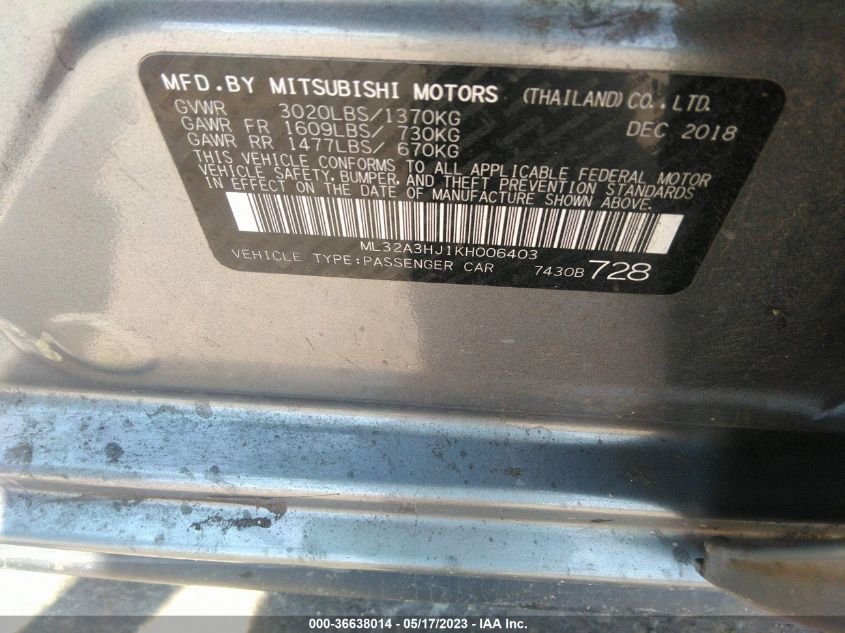 MFD.BY MITSUBISHI MOTORS (THAILAND)CO.,LTD.
GVWR 3020LBS/1370KG DEC 2018
GAWR FR 1609LBS/ 730KG
GAWR RR 1477LBS/ 670KG
THIS VEHICLE CONFORMS TO ALL APPLICABLE FEDERAL MOTOR
VEHICLE SAFETY,BUMPER,AND THEFT PREVENTION STANDARDS
IN EFFECT ON THE DATE OF MANUFACTURE SHOWN ABOVE.
ML32A3HJ1KH006403
VEHICLE TYPE:PASSENGER CAR 7430B 728
000-36638014 - 05/17/2023 - IAA Inc.